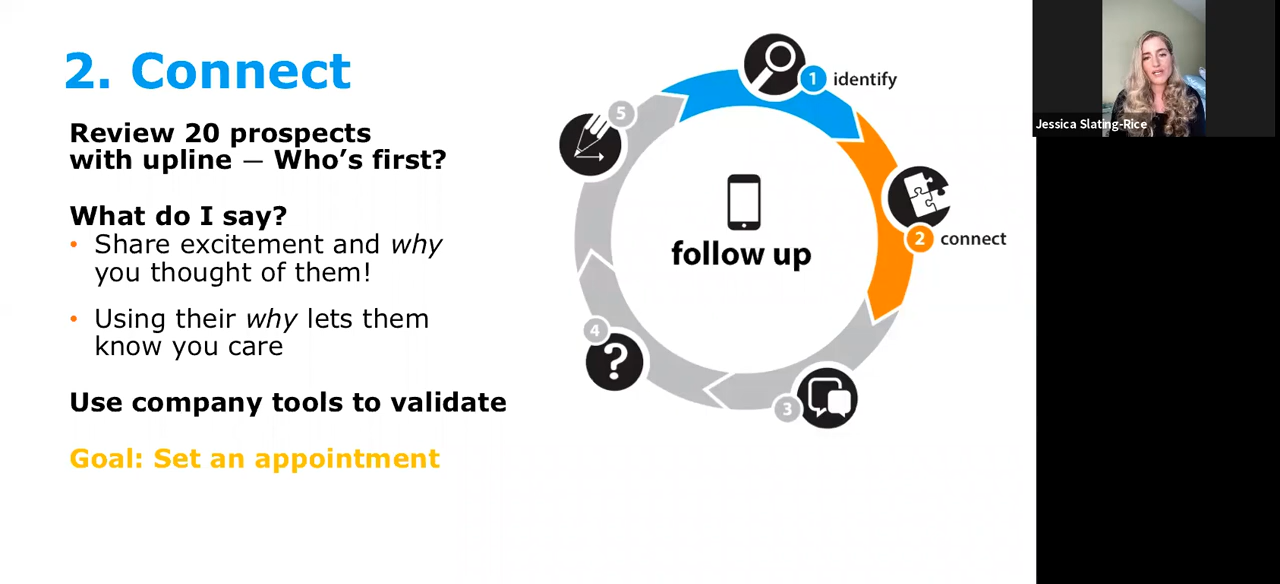 2. Connect
Review 20 prospects
with upline — Who’s first?
What do I say?
• Share excitement and why
you thought of them!
• Using their why lets them
know you care
Use company tools to validate
Goal: Set an appointment
1 identify
2 connect
3
4
5
follow up
Jessica Slating-Rice